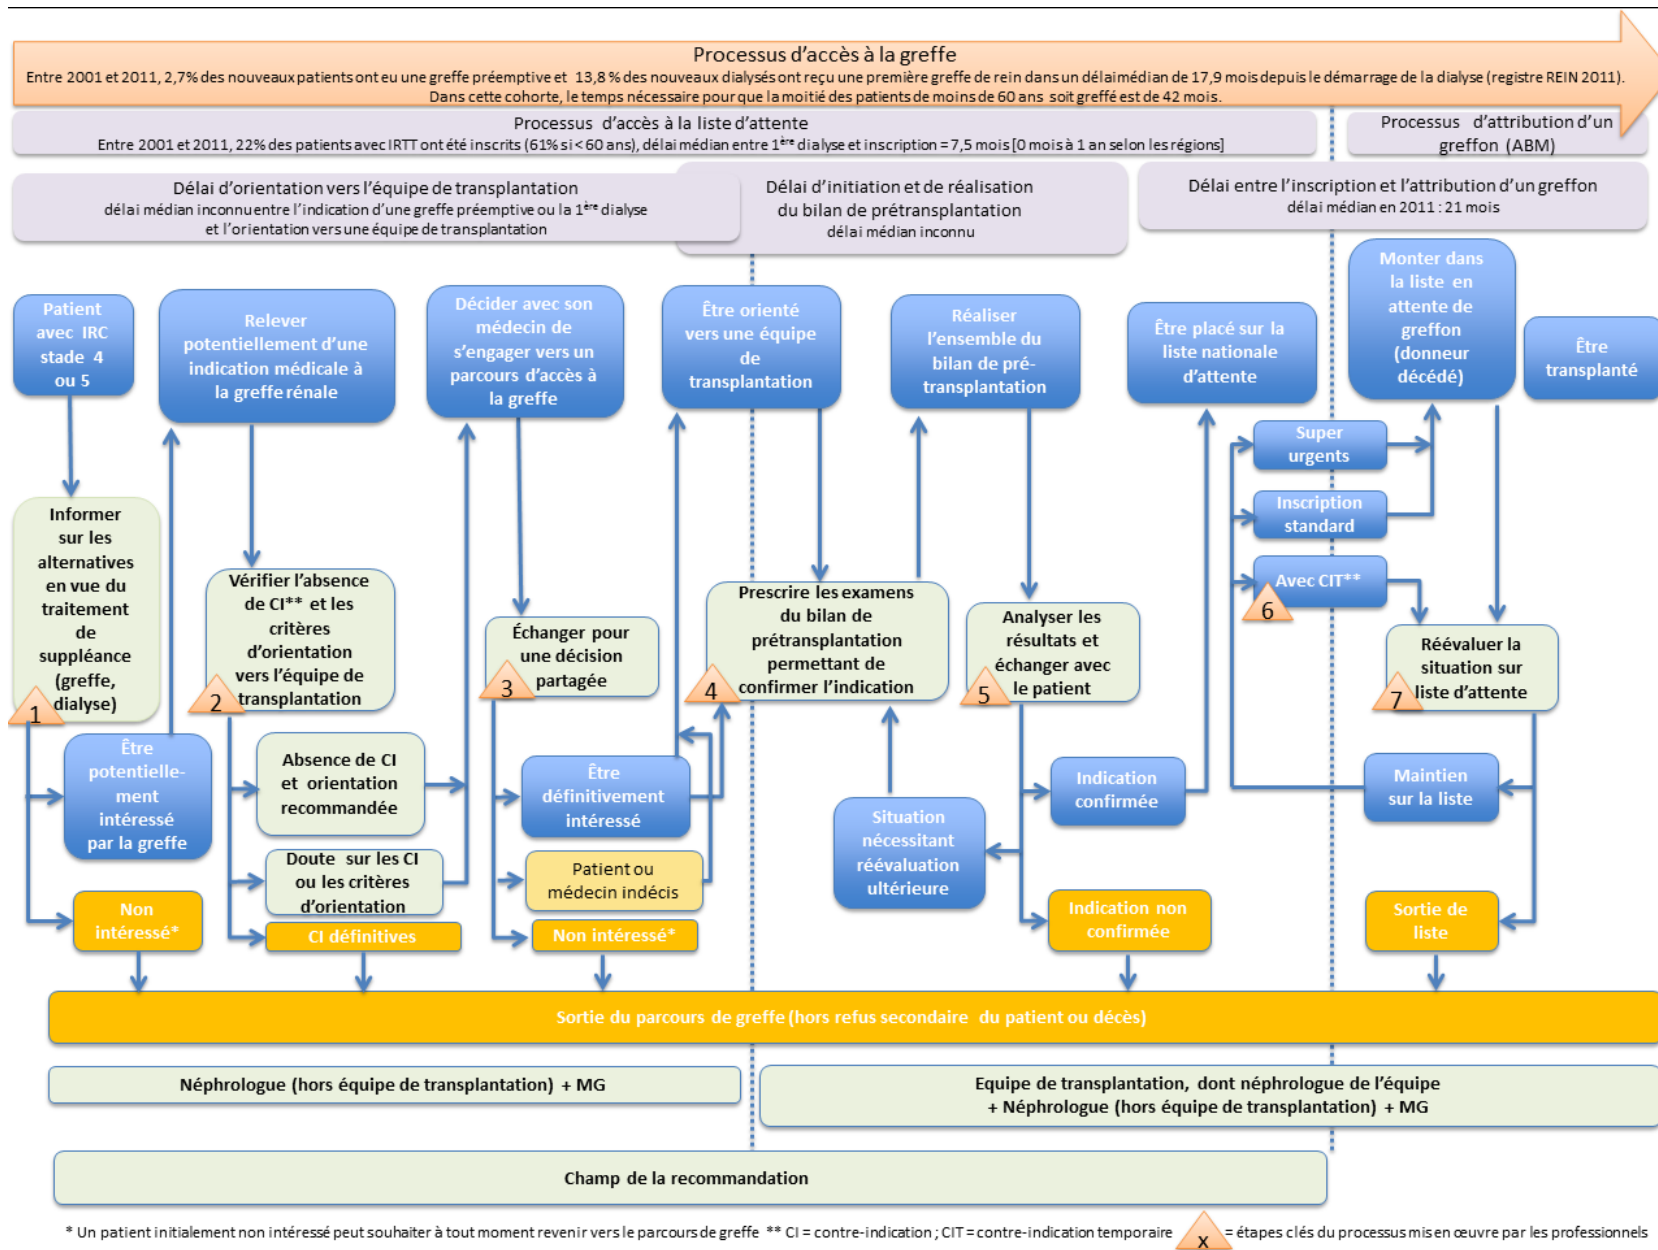 Processus d'accès à la greffe
Entre 2001 et 2011, 2,7% des nouveaux patients ont eu une greffe préemptive et 13,8 % des nouveaux dialysés ont reçu une première greffe de rein dans un délai médian de 17,9 mois depuis le démarrage de la dialyse (registre REIN 2011).
Dans cette cohorte, le temps nécessaire pour que la moitié des patients de moins de 60 ans soit greffé est de 42 mois.
Processus d'accès à la liste d'attente
Entre 2001 et 2011, 22% des patients avec IRTT ont été inscrits (61% si < 60 ans), délai médian entre 1ère dialyse et inscription = 7,5 mois [0 mois à 1 an selon les régions]
Processus d'attribution d'un
greffon (ABM)
Délai d'orientation vers l'équipe de transplantation
délai médian inconnu entre l'indication d'une greffe préemptive ou la 1ère dialyse
et l'orientation vers une équipe de transplantation
Délai d'initiation et de réalisation
du bilan de prétransplantation
délai médian inconnu
Délai entre l'inscription et l'attribution d'un greffon
délai médian en 2011 : 21 mois
Patient
avec IRC
stade 4
ou 5
Relever
potentiellement d'une
indication médicale à
la greffe rénale
Décider avec son
médecin de
s'engager vers un
parcours d'accès à
la greffe
Être orienté
vers une équipe
de
transplantation
Réaliser
l'ensemble du
bilan de pré-
transplantation
Être placé sur la
liste nationale
d'attente
Monter dans
la liste en
attente de
greffon
(donneur
décédé)
Être
transplanté
Super
urgents
Inscription
standard
Avec CIT**
6
Informer
sur les
alternatives
en vue du
traitement
de
suppléance
(greffe,
dialyse)
1
Vérifier l'absence
de CI** et les
critères
d'orientation
vers l'équipe de
transplantation
2
Échanger pour
une décision
partagée
3
Prescrire les examens
du bilan de
prétransplantation
permettant de
confirmer l'indication
4
Analyser les
résultats et
échanger avec
le patient
5
Réévaluer la
situation sur
liste d'attente
7
Être
potentielle-
ment
intéressé
par la greffe
Absence de CI
et orientation
recommandée
Être
définitivement
intéressé
Situation
nécessitant
réévaluation
ultérieure
Indication
confirmée
Maintien
sur la liste
Doute sur les CI
ou les critères
d'orientation
Patient ou
médecin indécis
Non
intéressé*
CI définitives
Non intéressé*
Indication non
confirmée
Sortie de
liste
Sortie du parcours de greffe (hors refus secondaire du patient ou décès)
Néphrologue (hors équipe de transplantation) + MG
Equipe de transplantation, dont néphrologue de l'équipe
+ Néphrologue (hors équipe de transplantation) + MG
Champ de la recommandation
* Un patient initialement non intéressé peut souhaiter à tout moment revenir vers le parcours de greffe ** CI = contre-indication ; CIT = contre-indication temporaire x = étapes clés du processus mis en œuvre par les professionnels